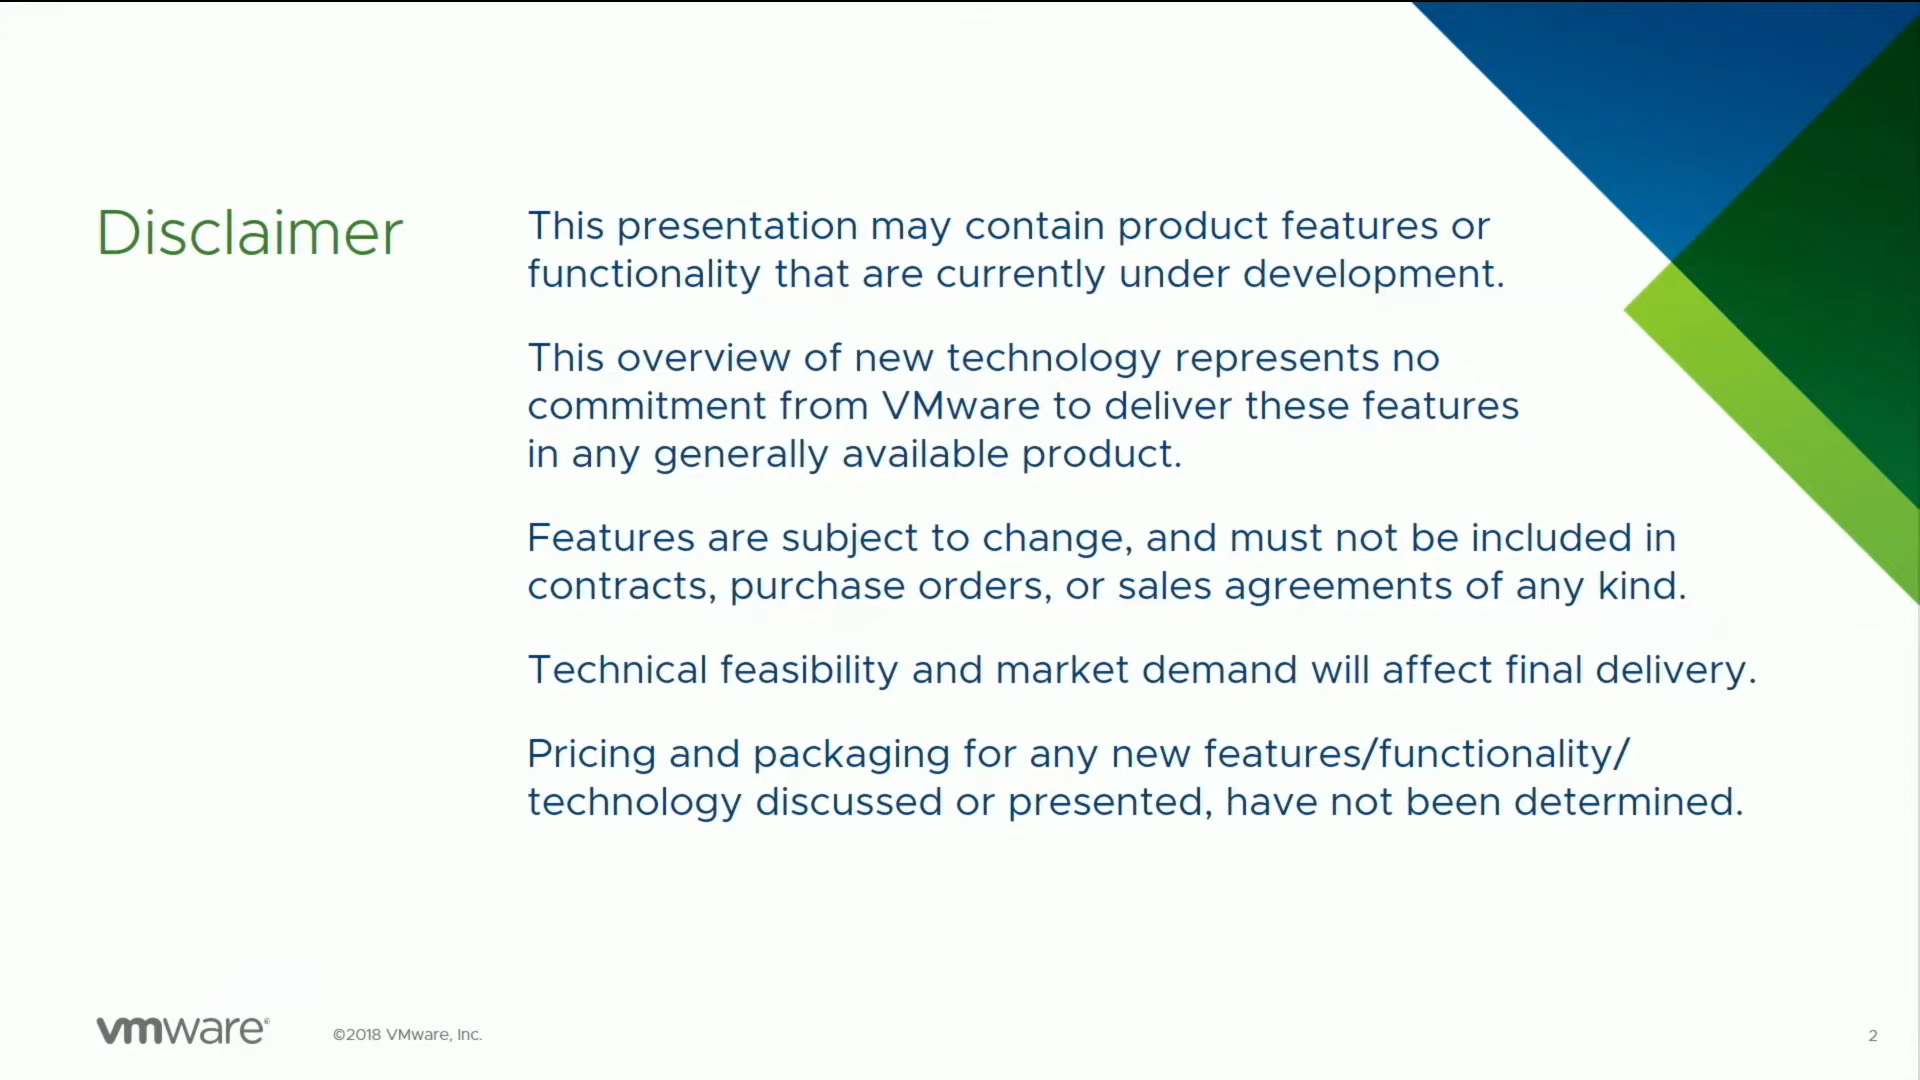 Disclaimer
This presentation may contain product features or
functionality that are currently under development.
This overview of new technology represents no
commitment from VMware to deliver these features
in any generally available product.
Features are subject to change, and must not be included in
contracts, purchase orders, or sales agreements of any kind.
Technical feasibility and market demand will affect final delivery.
Pricing and packaging for any new features/functionality/
technology discussed or presented, have not been determined.
vmware®
©2018 VMware, Inc.
2